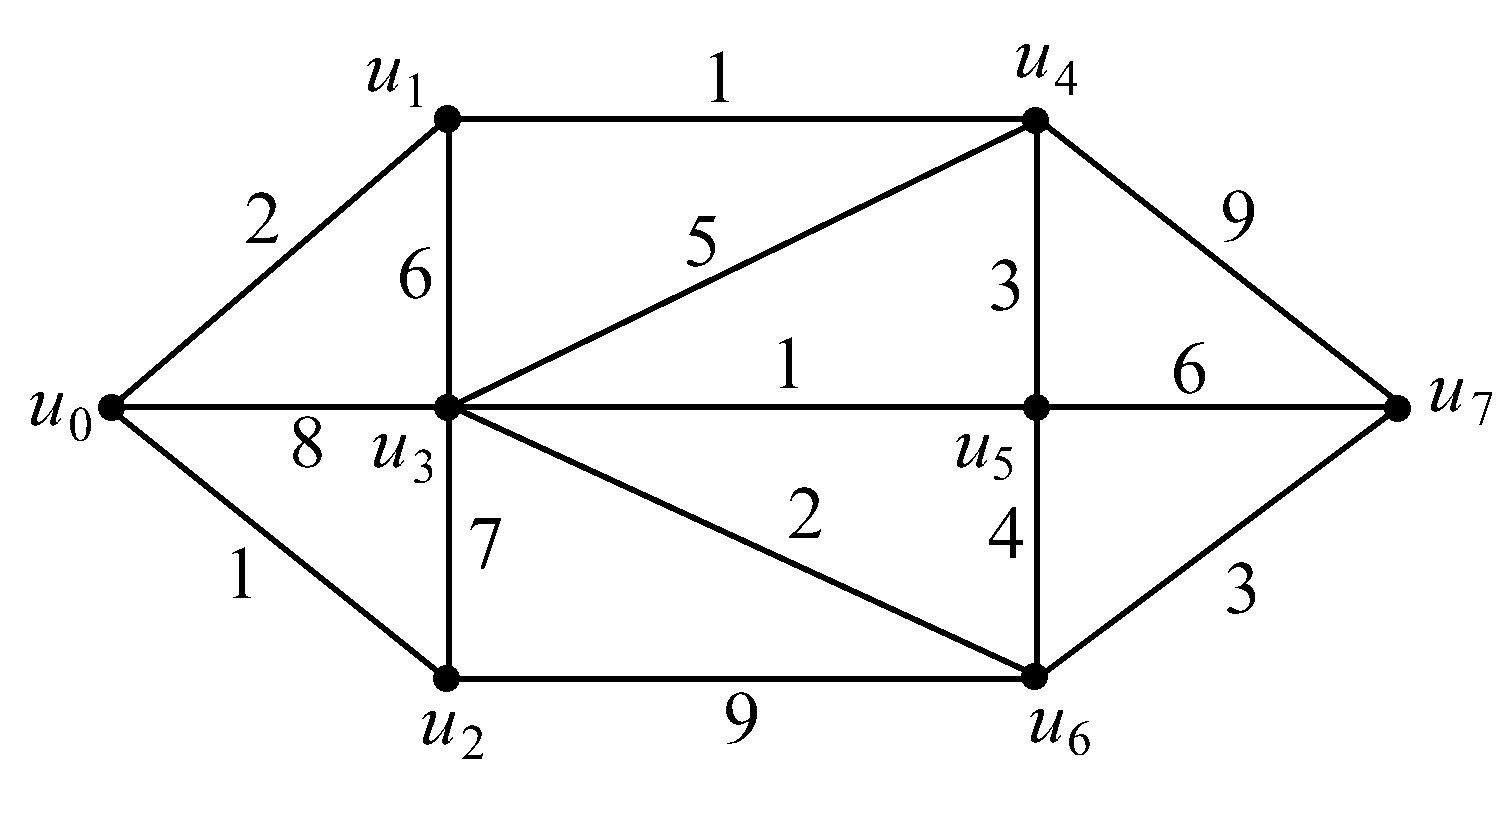 u₁ 1 u₄
2 5 9
6 3
1 6
u₀ 8 u₃ u₅ u₇
7 2 4
1 3
u₂ 9 u₆